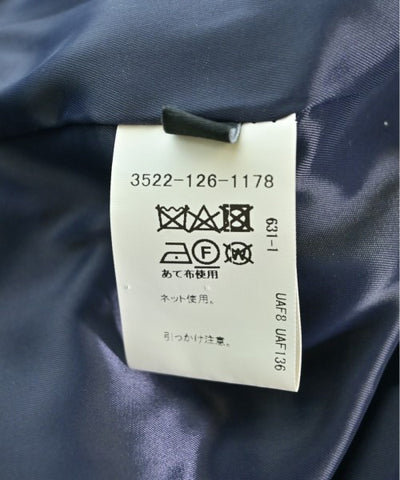 3522-126-1178
F W
あて布使用
ネット使用。
引っかけ注意。
631-1
UAF8 UAF136